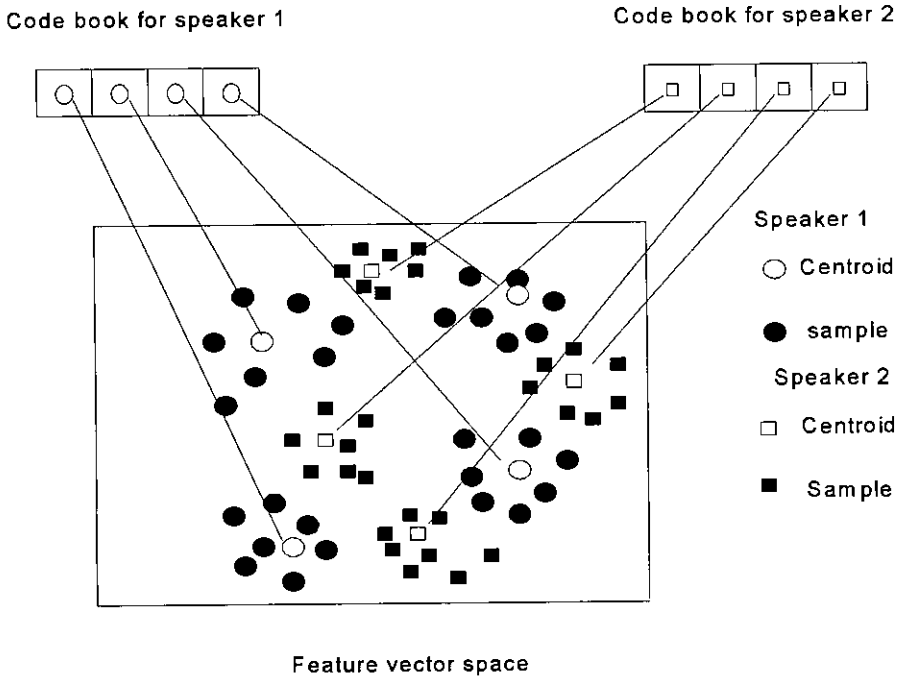 Code book for speaker 1
Code book for speaker 2
Speaker 1
Centroid
sample
Speaker 2
Centroid
Sample
Feature vector space